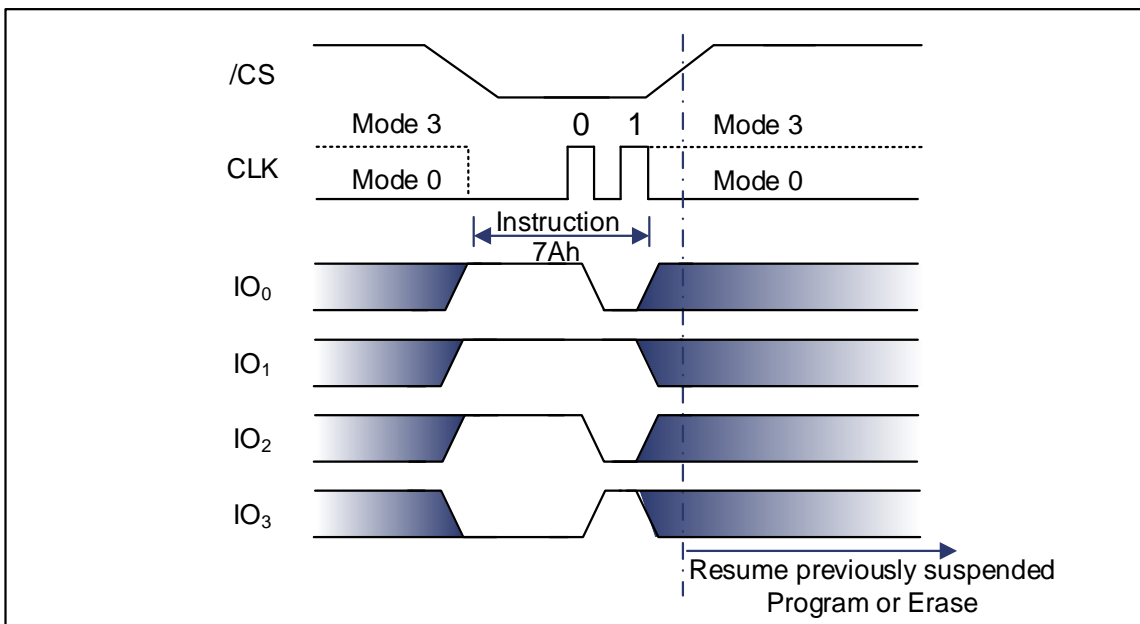 /CS
Mode 3
0
1
Mode 3
CLK
Mode 0
Mode 0
Instruction
7Ah
IO0
IO1
IO2
IO3
Resume previously suspended
Program or Erase